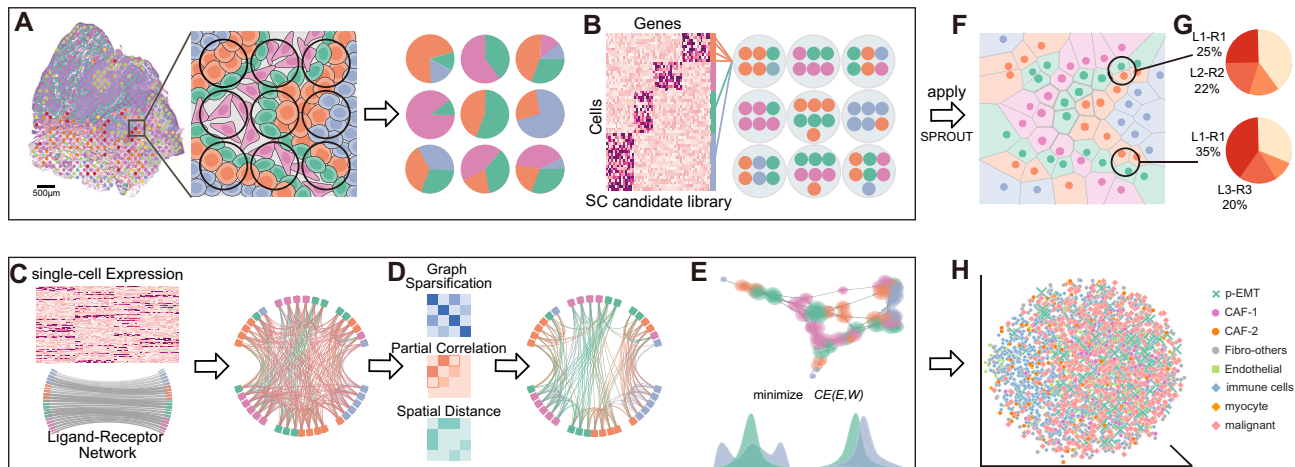 A
500μm
B
Genes
Cells
SC candidate library
apply
SPROUT
F
G
L1-R1
25%
L2-R2
22%
L1-R1
35%
L3-R3
20%
C
single-cell Expression
Ligand-Receptor
Network
D
Graph
Sparsification
Partial Correlation
Spatial Distance
E
minimize CE(E,W)
H
p-EMT
CAF-1
CAF-2
Fibro-others
Endothelial
immune cells
myocyte
malignant